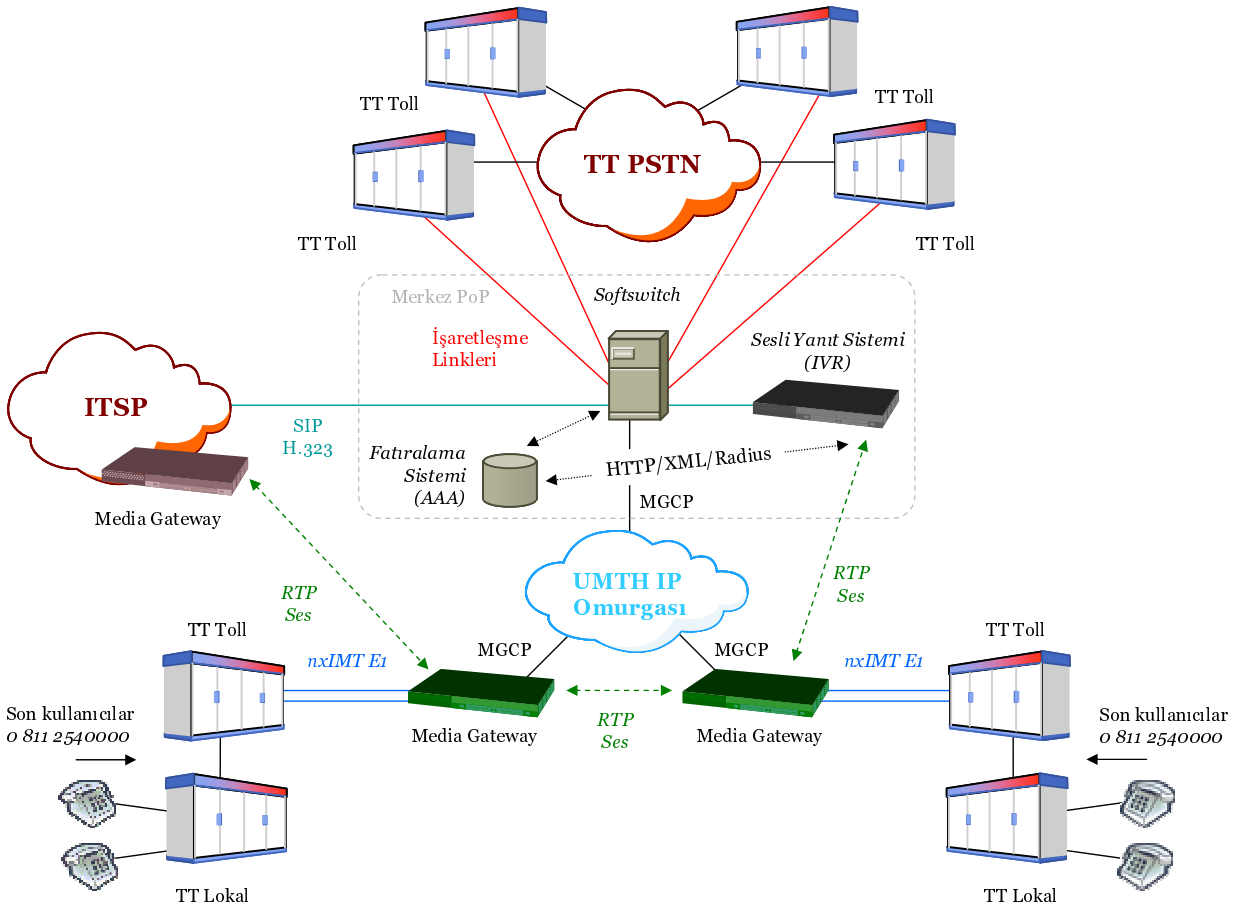 TT Toll
TT Toll
TT PSTN
TT Toll
TT Toll
Merkez PoP
Softswitch
İşaretleşme
Linkleri
Sesli Yanıt Sistemi
(IVR)
ITSP
SIP
H.323
Fatıralama
Sistemi
(AAA)
HTTP/XML/Radius
MGCP
Media Gateway
UMTH IP
Omurgası
RTP
Ses
RTP
Ses
TT Toll
nxIMT E1
MGCP
MGCP
nxIMT E1
TT Toll
Son kullanıcılar
0 811 2540000
Media Gateway
RTP
Ses
Media Gateway
Son kullanıcılar
0 811 2540000
TT Lokal
TT Lokal